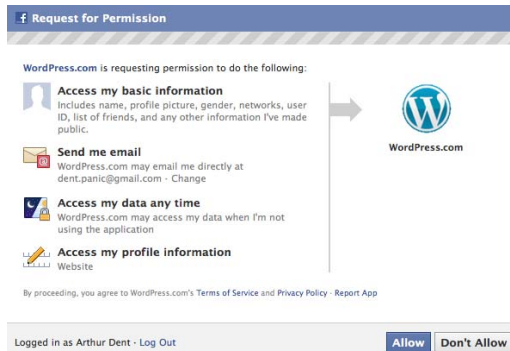 Request for Permission
WordPress.com is requesting permission to do the following:
Access my basic information
Includes name, profile picture, gender, networks, user
ID, list of friends, and any other information I've made
public.
Send me email
WordPress.com may email me directly at
dent.panic@gmail.com · Change
Access my data any time
WordPress.com may access my data when I'm not
using the application
Access my profile information
Website
WordPress.com
By proceeding, you agree to WordPress.com's Terms of Service and Privacy Policy · Report App
Logged in as Arthur Dent · Log Out
Allow
Don't Allow